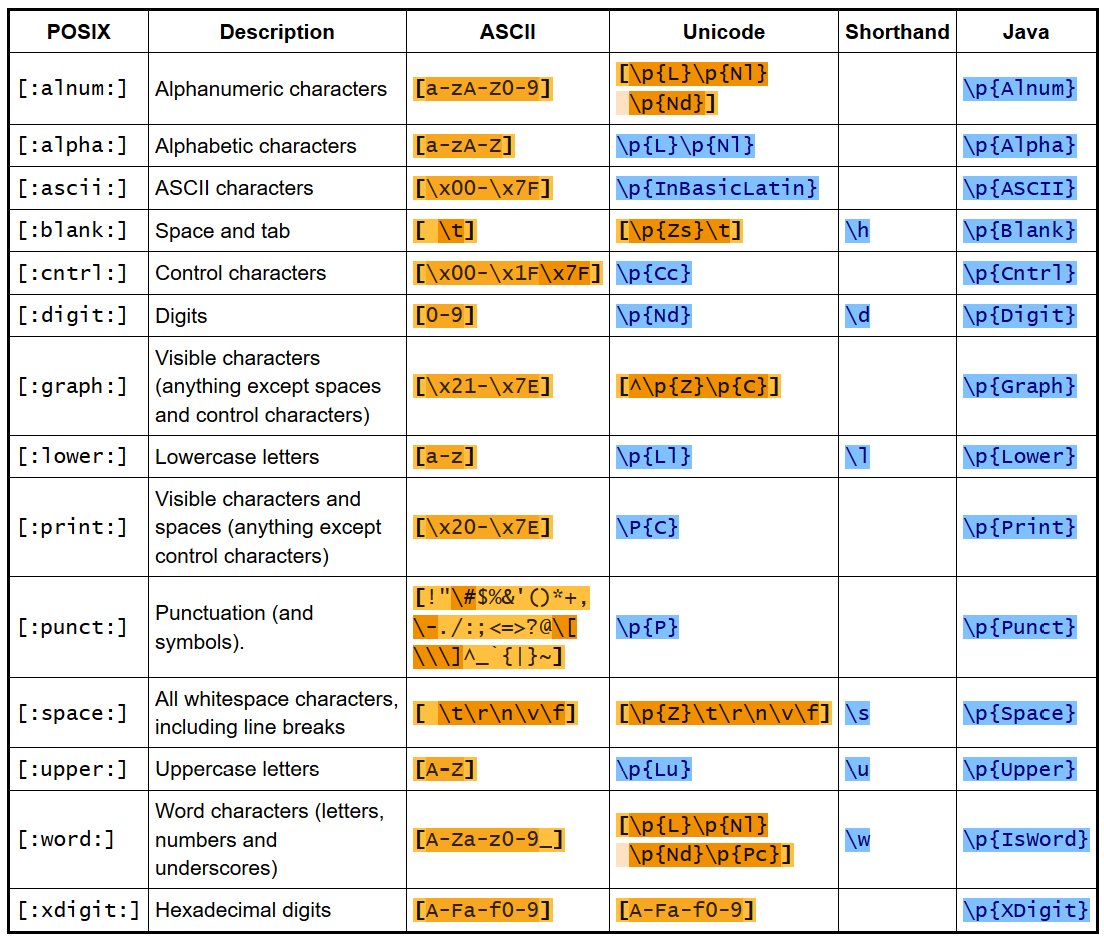 POSIX Description ASCII Unicode Shorthand Java
[:alnum:] Alphanumeric characters [a-zA-Z0-9] [\p{L}\p{Nl}
\p{Nd}] \p{Alnum}
[:alpha:] Alphabetic characters [a-zA-Z] \p{L}\p{Nl} \p{Alpha}
[:ascii:] ASCII characters [\x00-\x7F] \p{InBasicLatin} \p{ASCII}
[:blank:] Space and tab [ \t] [\p{Zs}\t] \h \p{Blank}
[:cntrl:] Control characters [\x00-\x1F\x7F] \p{Cc} \p{Cntrl}
[:digit:] Digits [0-9] \p{Nd} \d \p{Digit}
[:graph:] Visible characters
(anything except spaces
and control characters) [\x21-\x7E] [^\p{Z}\p{C}] \p{Graph}
[:lower:] Lowercase letters [a-z] \p{Ll} \l \p{Lower}
[:print:] Visible characters and
spaces (anything except
control characters) [\x20-\x7E] \P{C} \p{Print}
[:punct:] Punctuation (and
symbols). [!"\#$%&'()*+,
\-./:;<=>?@\[
\\\]^_`{|}~] \p{P} \p{Punct}
[:space:] All whitespace characters,
including line breaks [ \t\r\n\v\f] [\p{Z}\t\r\n\v\f] \s \p{Space}
[:upper:] Uppercase letters [A-Z] \p{Lu} \u \p{Upper}
[:word:] Word characters (letters,
numbers and
underscores) [A-Za-z0-9_] [\p{L}\p{Nl}
\p{Nd}\p{Pc}] \w \p{IsWord}
[:xdigit:] Hexadecimal digits [A-Fa-f0-9] [A-Fa-f0-9] \p{XDigit}